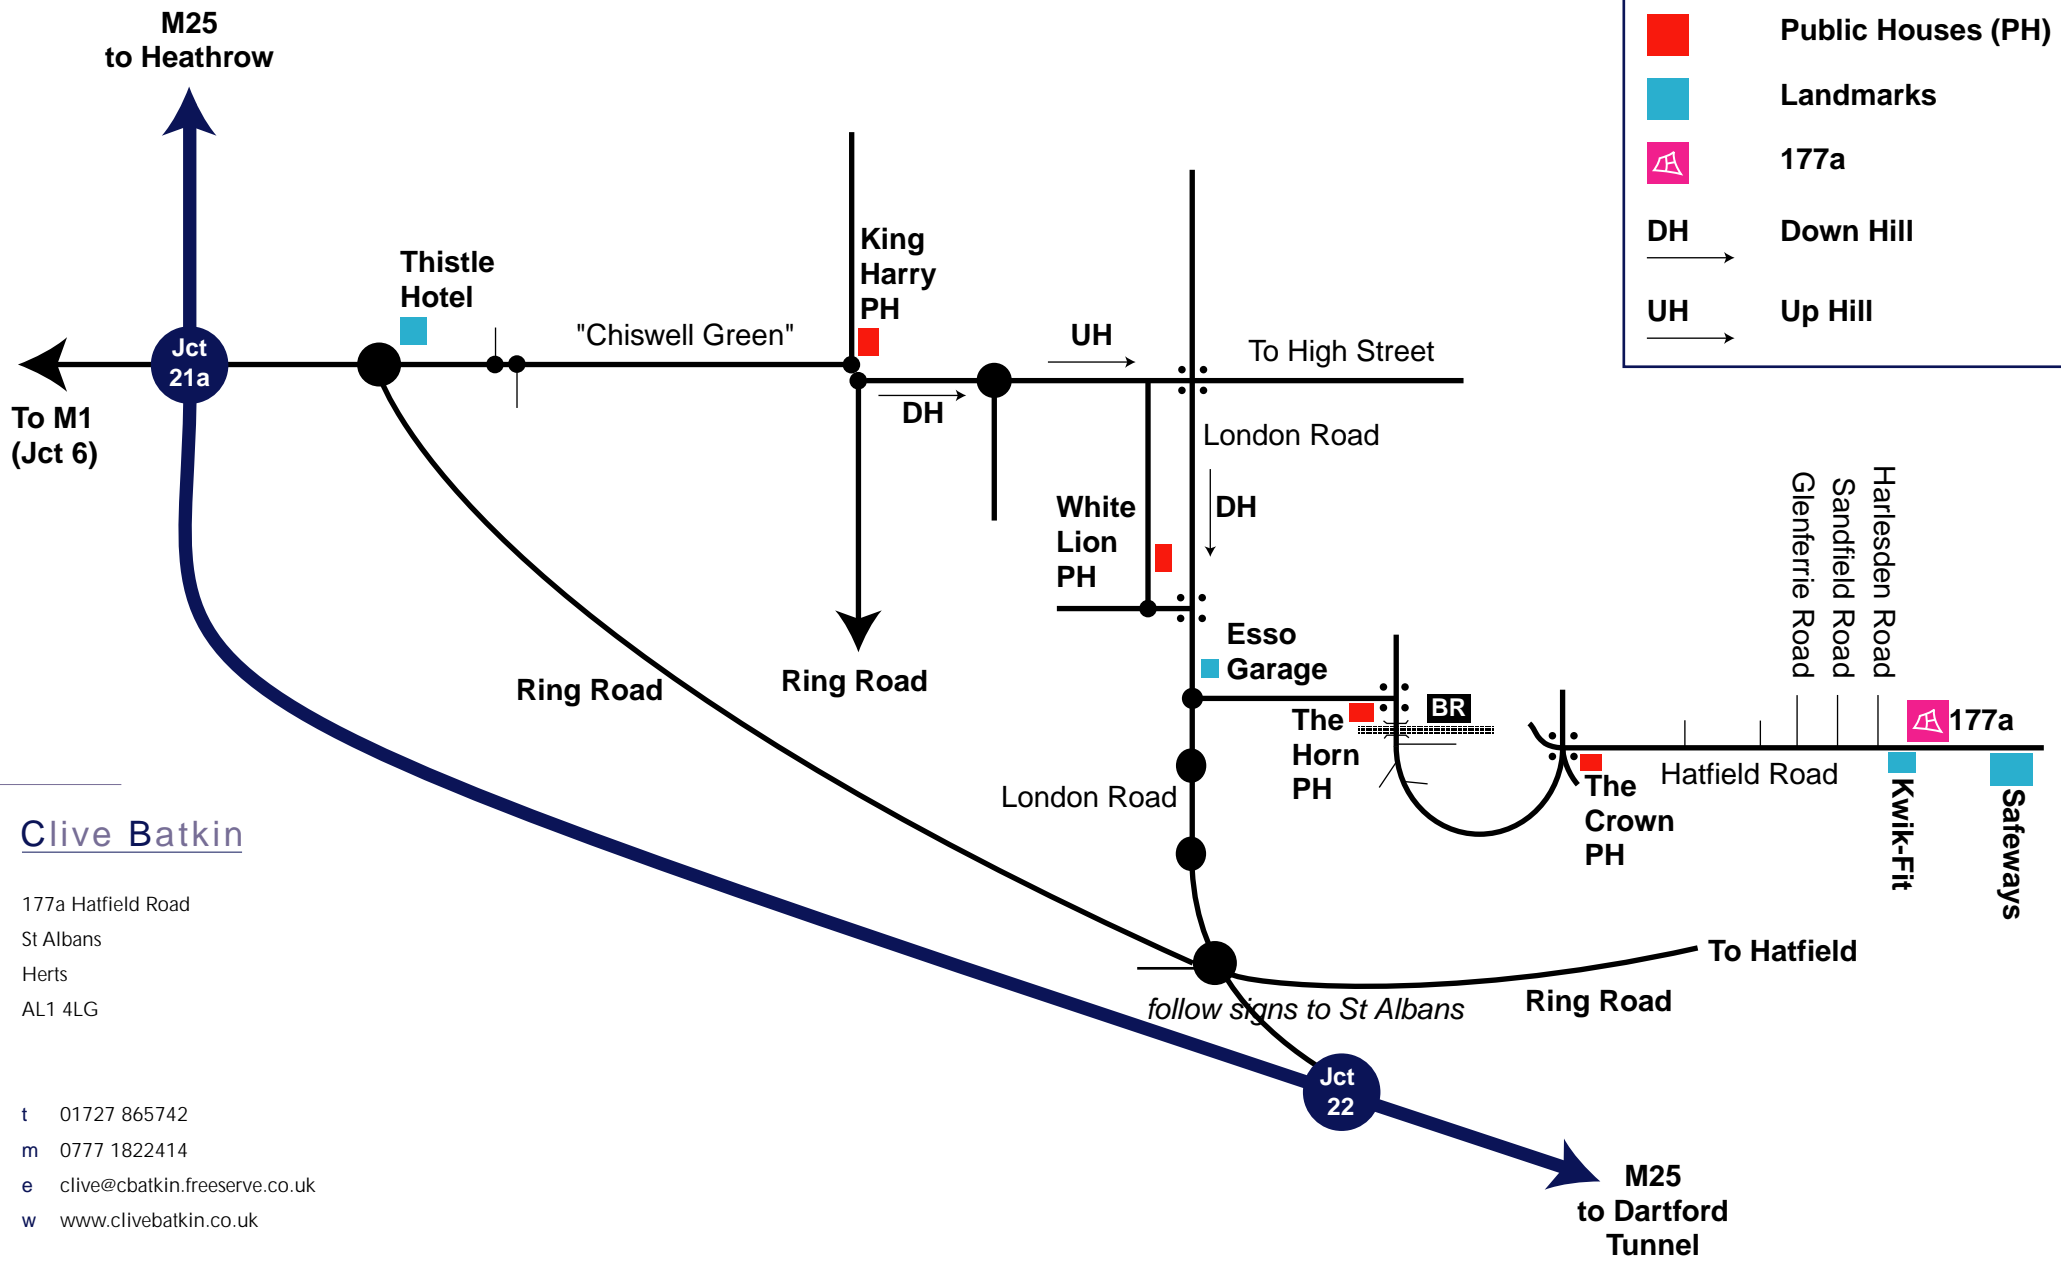 M25
to Heathrow
Public Houses (PH)
Landmarks
177a
DH
Down Hill
UH
Up Hill
Thistle
Hotel
King
Harry
PH
"Chiswell Green"
UH
To High Street
Jct
21a
DH
To M1
(Jct 6)
London Road
White
Lion
PH
DH
Glenferrie Road
Sandfield Road
Harlesden Road
Esso
Garage
Ring Road
Ring Road
The
Horn
PH
BR
177a
Hatfield Road
The
Crown
PH
Kwik-Fit
Safeways
London Road
Clive Batkin
177a Hatfield Road
St Albans
Herts
AL1 4LG
To Hatfield
Ring Road
follow signs to St Albans
Jct
22
t 01727 865742
m 0777 1822414
e clive@cbatkin.freeserve.co.uk
w www.clivebatkin.co.uk
M25
to Dartford
Tunnel